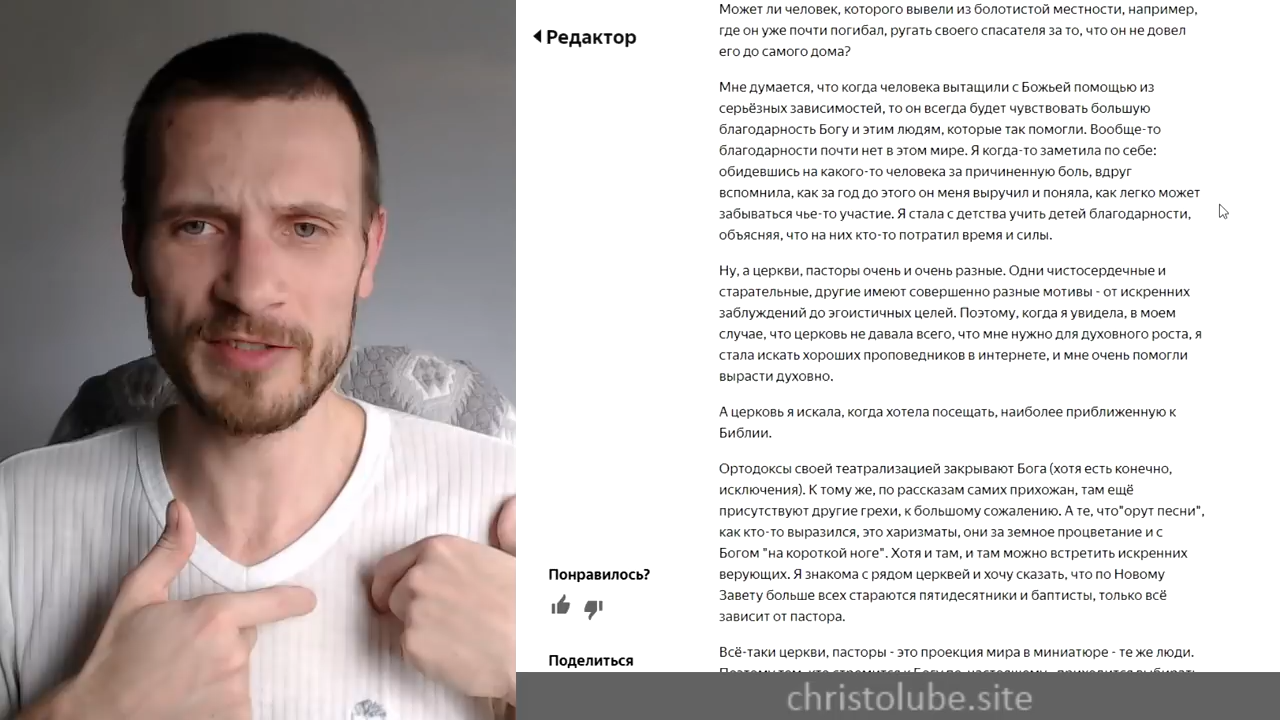 Может ли человек, которого вывели из болотистой местности, например,
где он уже почти погибал, ругать своего спасателя за то, что он не довел
его до самого дома?
Редактор
Мне думается, что когда человека вытащили с Божьей помощью из
серьёзных зависимостей, то он всегда будет чувствовать большую
благодарность Богу и этим людям, которые так помогли. Вообще-то
благодарности почти нет в этом мире. Я когда-то заметила по себе:
обидевшись на какого-то человека за причиненную боль, вдруг
вспомнила, как за год до этого он меня выручил и поняла, как легко может
забываться чье-то участие. Я стала с детства учить детей благодарности,
объясняя, что на них кто-то потратил время и силы.
Ну, а церкви, пасторы очень и очень разные. Одни чистосердечные и
старательные, другие имеют совершенно разные мотивы - от искренних
заблуждений до эгоистичных целей. Поэтому, когда я увидела, в моем
случае, что церковь не давала всего, что мне нужно для духовного роста, я
стала искать хороших проповедников в интернете, и мне очень помогли
вырасти духовно.
А церковь я искала, когда хотела посещать, наиболее приближенную к
Библии.
Ортодоксы своей театрализацией закрывают Бога (хотя есть конечно,
исключения). К тому же, по рассказам самих прихожан, там ещё
присутствуют другие грехи, к большому сожалению. А те, что"орут песни",
как кто-то выразился, это харизматы, они за земное процветание и с
Богом "на короткой ноге". Хотя и там, и там можно встретить искренних
верующих. Я знакома с рядом церквей и хочу сказать, что по Новому
Завету больше всех стараются пятидесятники и баптисты, только всё
зависит от пастора.
Понравилось?
Поделиться
Всё-таки церкви, пасторы - это проекция мира в миниатюре - те же люди.
christolube.site